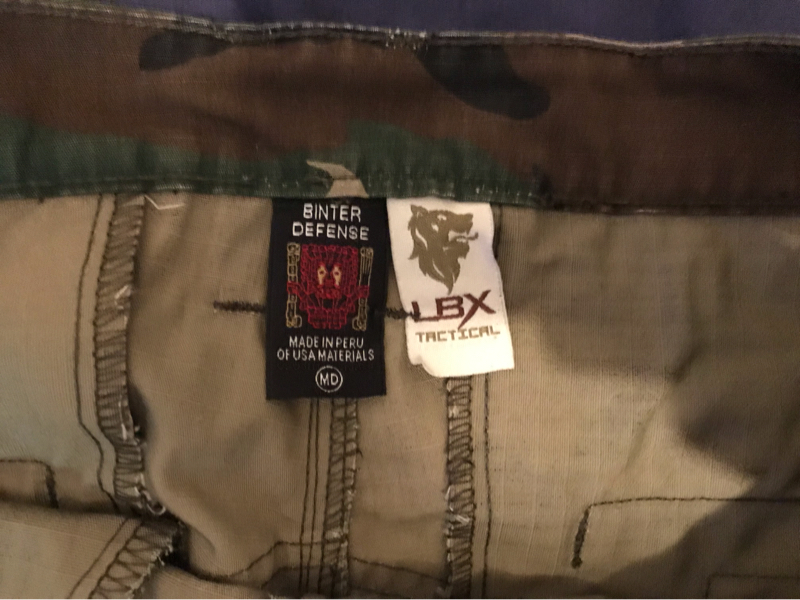 BINTER
DEFENSE
MADE IN PERU
OF USA MATERIALS
MD
LBX
TACTICAL